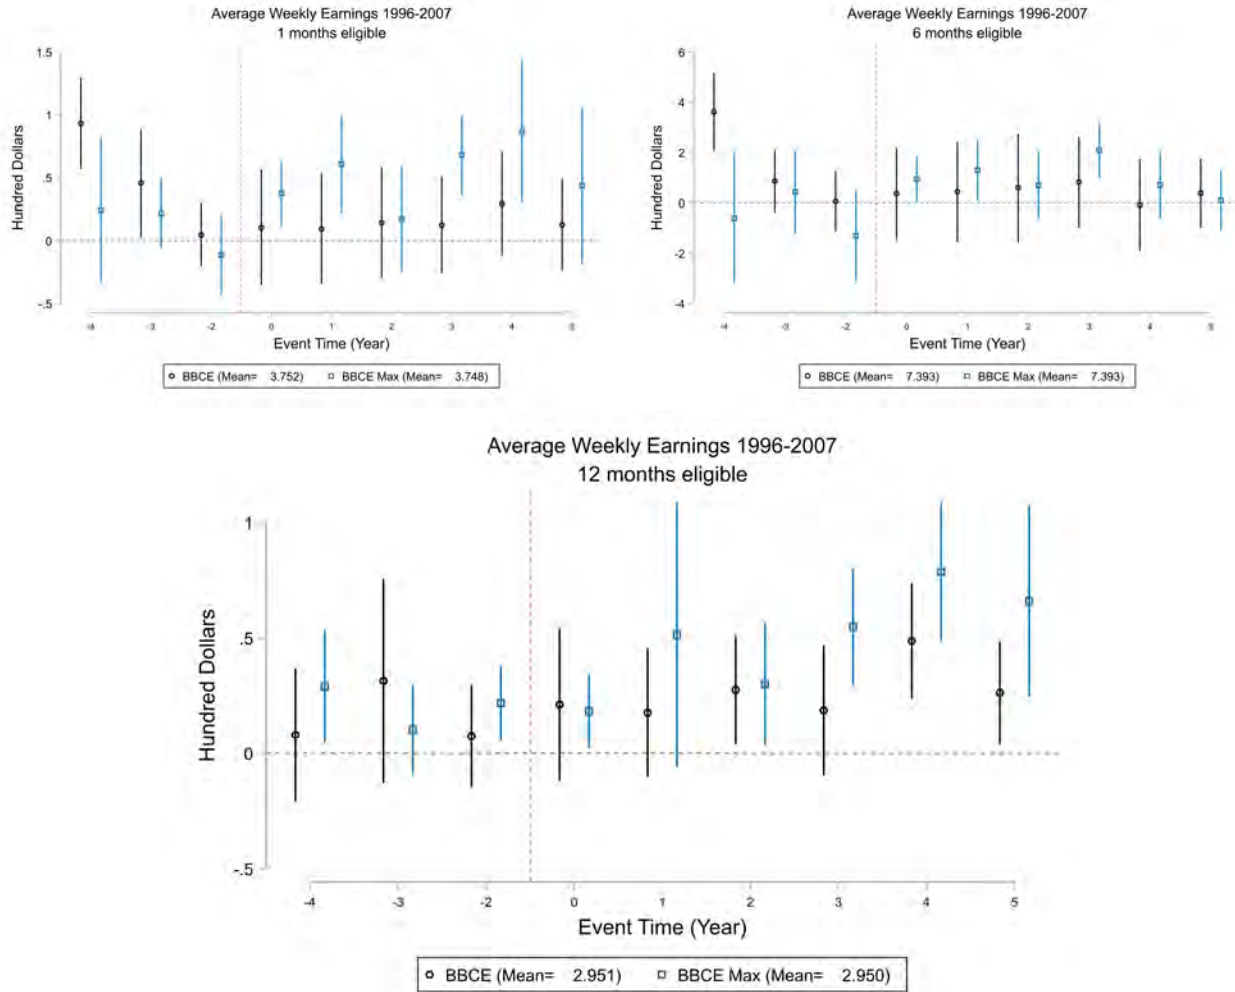 Average Weekly Earnings 1996-2007
1 months eligible
1.5
1
.5
0
-.5
Hundred Dollars
-4 -3 -2 0 1 2 3 4 5
Event Time (Year)
BBCE (Mean= 3.752) BBCE Max (Mean= 3.748)
Average Weekly Earnings 1996-2007
6 months eligible
6
4
2
0
-2
-4
Hundred Dollars
-4 -3 -2 0 1 2 3 4 5
Event Time (Year)
BBCE (Mean= 7.393) BBCE Max (Mean= 7.393)
Average Weekly Earnings 1996-2007
12 months eligible
1
.5
0
-.5
Hundred Dollars
-4 -3 -2 0 1 2 3 4 5
Event Time (Year)
BBCE (Mean= 2.951) BBCE Max (Mean= 2.950)